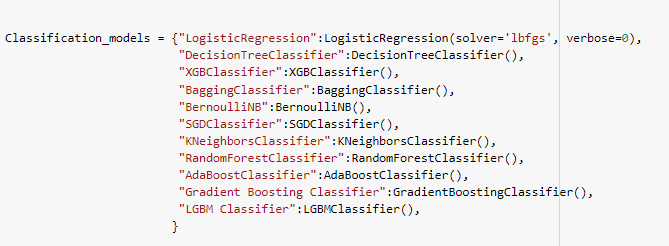 Classification_models = {"LogisticRegression":LogisticRegression(solver='lbfgs', verbose=0),
"DecisionTreeClassifier":DecisionTreeClassifier(),
"XGBClassifier":XGBClassifier(),
"BaggingClassifier":BaggingClassifier(),
"BernoulliNB":BernoulliNB(),
"SGDClassifier":SGDClassifier(),
"KNeighborsClassifier":KNeighborsClassifier(),
"RandomForestClassifier":RandomForestClassifier(),
"AdaBoostClassifier":AdaBoostClassifier(),
"Gradient Boosting Classifier":GradientBoostingClassifier(),
"LGBM Classifier":LGBMClassifier(),
}